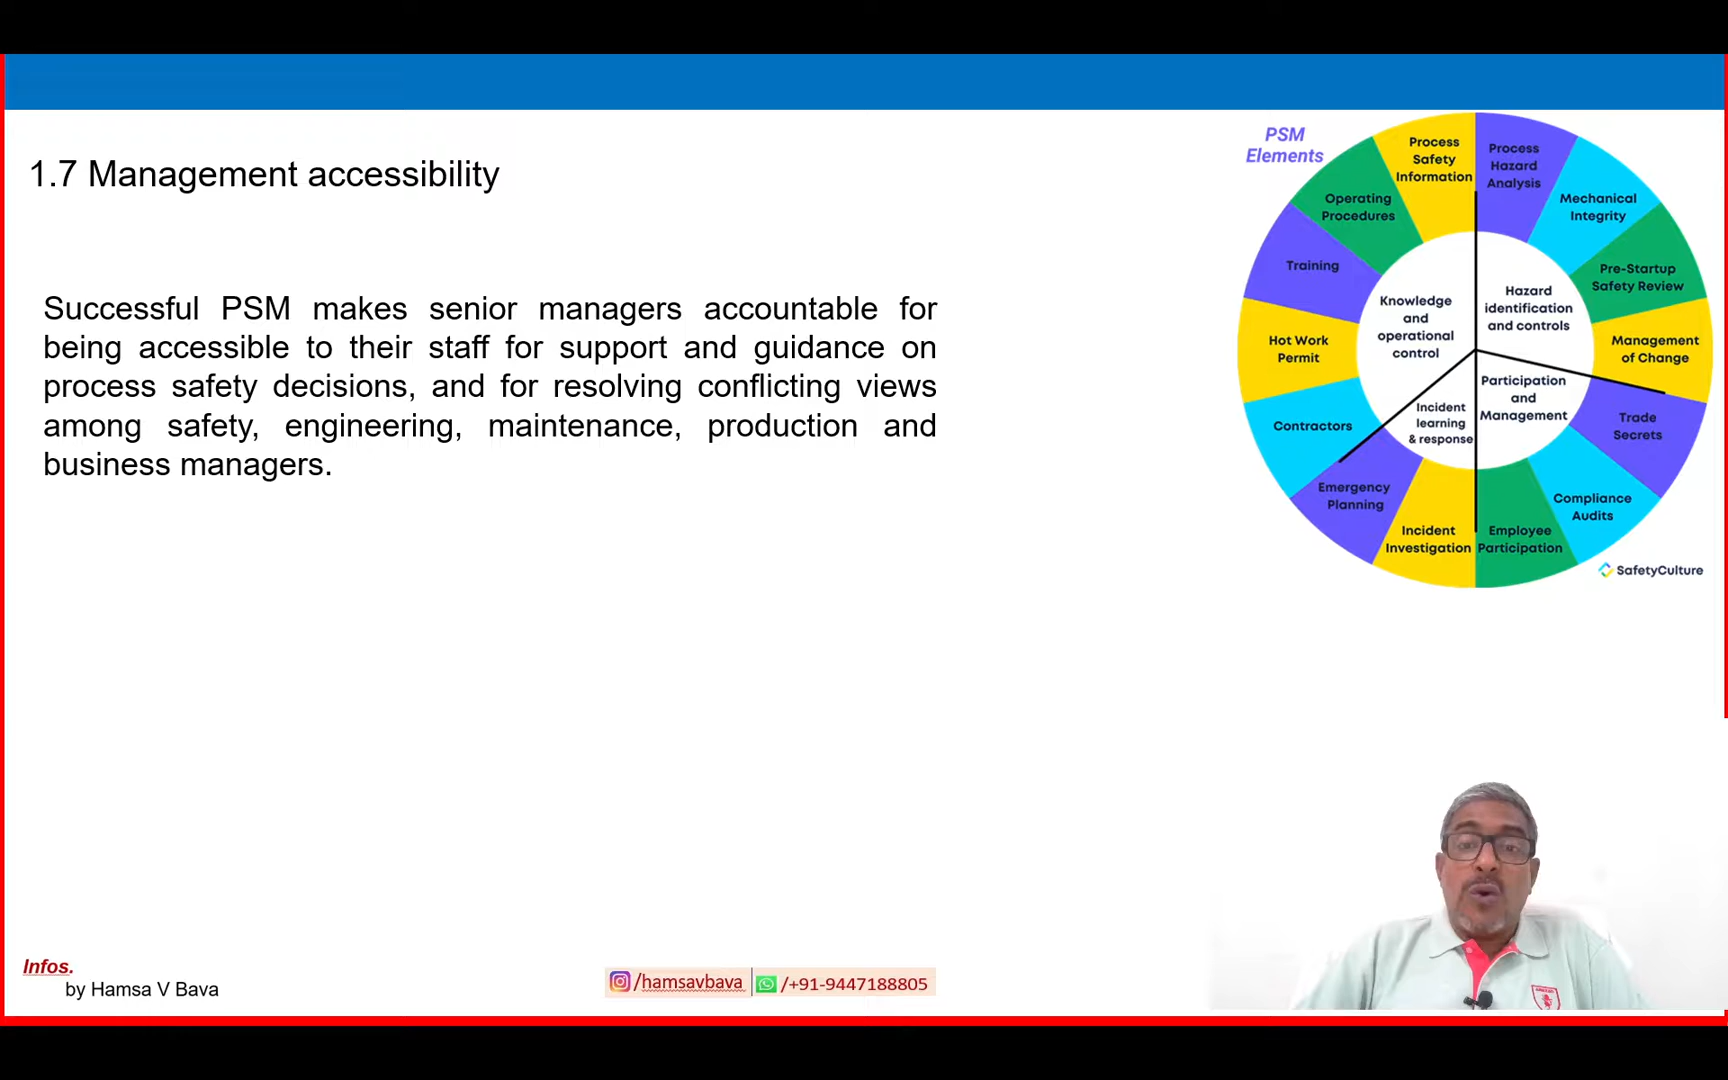 1.7 Management accessibility
Successful PSM makes senior managers accountable for
being accessible to their staff for support and guidance on
process safety decisions, and for resolving conflicting views
among safety, engineering, maintenance, production and
business managers.
PSM
Elements
Process
Safety
Information
Process
Hazard
Analysis
Mechanical
Integrity
Pre-Startup
Safety Review
Management
of Change
Trade
Secrets
Compliance
Audits
Employee
Participation
Incident
Investigation
Emergency
Planning
Contractors
Hot Work
Permit
Training
Operating
Procedures
Knowledge
and
operational
control
Hazard
identification
and controls
Participation
and
Management
Incident
learning
& response
SafetyCulture
Infos.
by Hamsa V Bava
/hamsavbava
/+91-9447188805